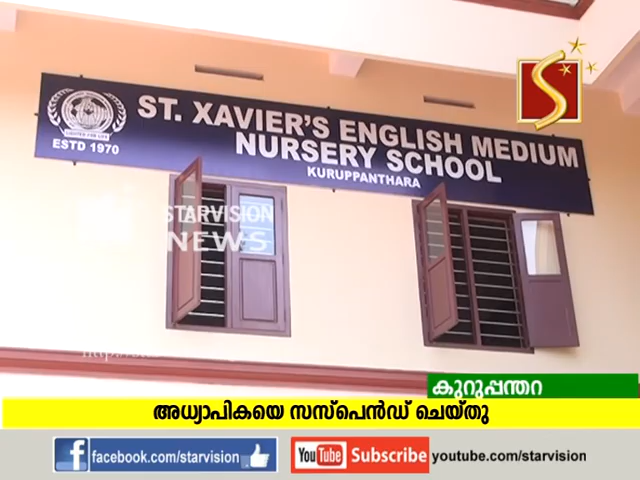 ST. XAVIER'S ENGLISH MEDIUM
NURSERY SCHOOL
KURUPPANTHARA
ESTD 1970
S
STARVISION
NEWS
കുറുപ്പന്തറ
അധ്യാപികയെ സസ്പെൻഡ് ചെയ്തു
facebook.com/starvision
You Tube Subscribe youtube.com/starvision